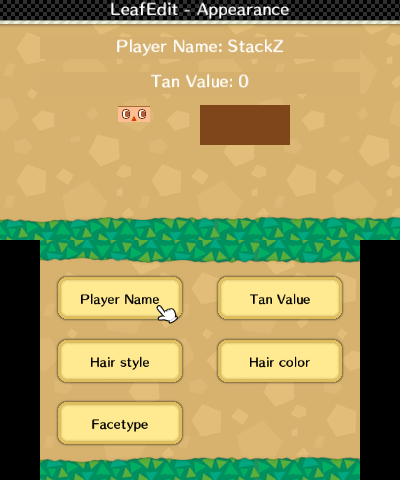 LeafEdit - Appearance
Player Name: StackZ
Tan Value: 0
Player Name
Tan Value
Hair style
Hair color
Facetype